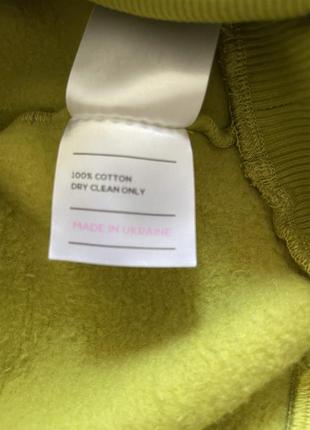 100% COTTON
DRY CLEAN ONLY
MADE IN UKRAINE